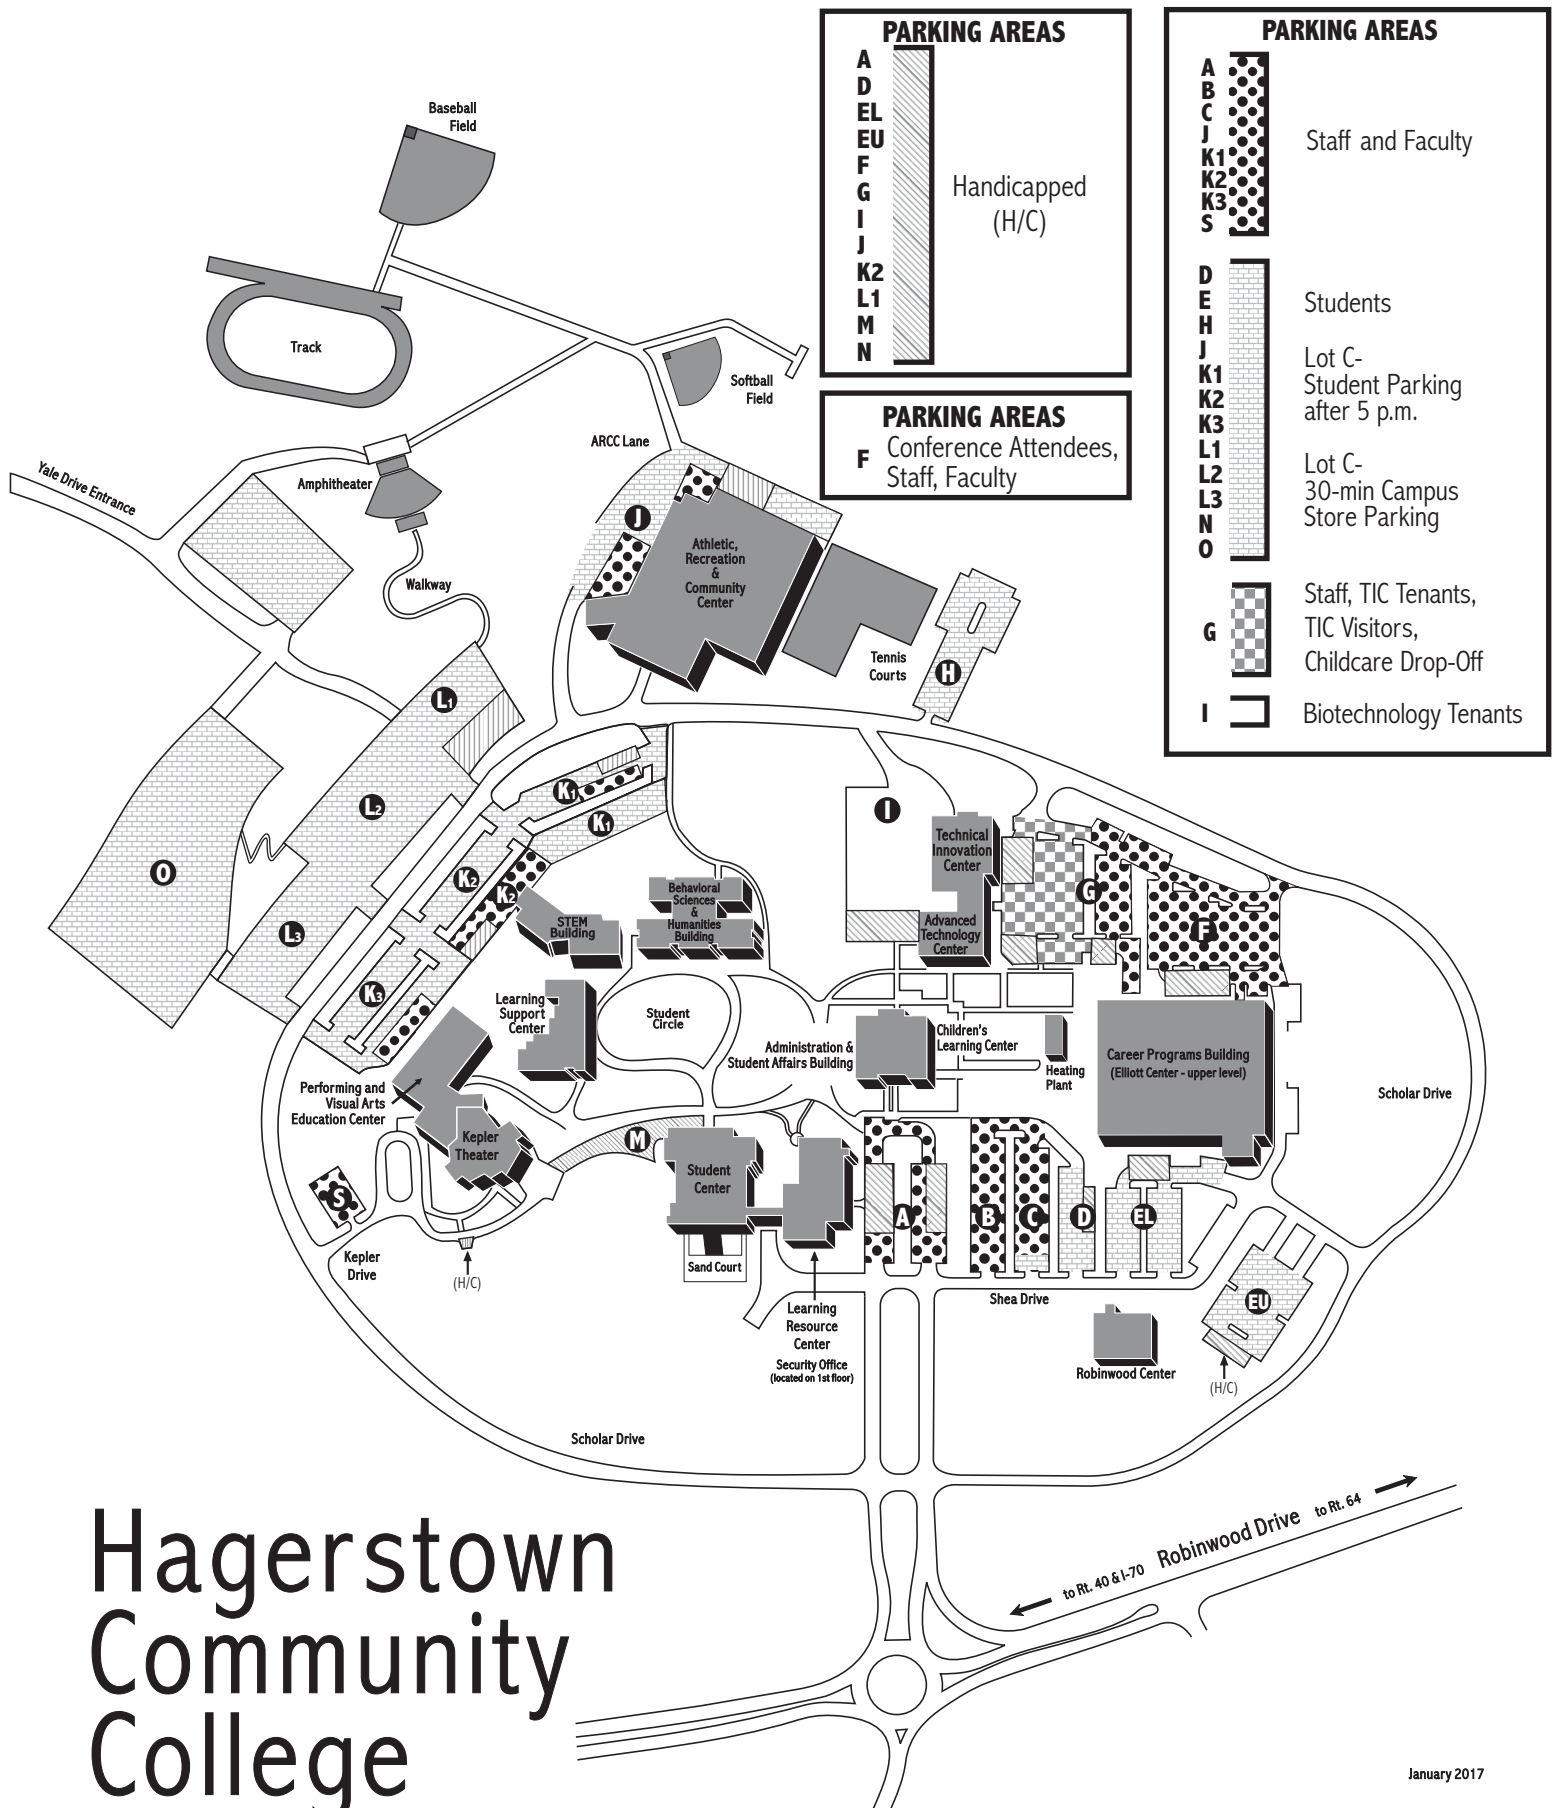 PARKING AREAS
A
D
EL
EU
F
G
I
J
K2
L1
M
N
Handicapped
(H/C)
PARKING AREAS
F
Conference Attendees,
Staff, Faculty
PARKING AREAS
A
B
C
J
K1
K2
K3
S
Staff and Faculty
D
E
H
J
K1
K2
K3
L1
L2
L3
N
O
Students
Lot C-
Student Parking
after 5 p.m.
Lot C-
30-min Campus
Store Parking
G
Staff, TIC Tenants,
TIC Visitors,
Childcare Drop-Off
I
Biotechnology Tenants
Baseball
Field
Track
Softball
Field
ARCC Lane
Yale Drive Entrance
Amphitheater
Walkway
J
Athletic,
Recreation
&
Community
Center
Tennis
Courts
H
L1
L2
L3
O
K1
K1
K2
K2
K3
I
Technical
Innovation
Center
Advanced
Technology
Center
G
F
STEM
Building
Behavioral
Sciences
&
Humanities
Building
Learning
Support
Center
Student
Circle
Administration &
Student Affairs Building
Children's
Learning Center
Heating
Plant
Career Programs Building
(Elliott Center - upper level)
Scholar Drive
Performing and
Visual Arts
Education Center
Kepler
Theater
M
Student
Center
S
A
B
C
D
EL
EU
Kepler
Drive
(H/C)
Sand Court
Learning
Resource
Center
Security Office
(located on 1st floor)
Shea Drive
Robinwood Center
(H/C)
Scholar Drive
to Rt. 40 & I-70
Robinwood Drive
to Rt. 64
Hagerstown
Community
College
January 2017